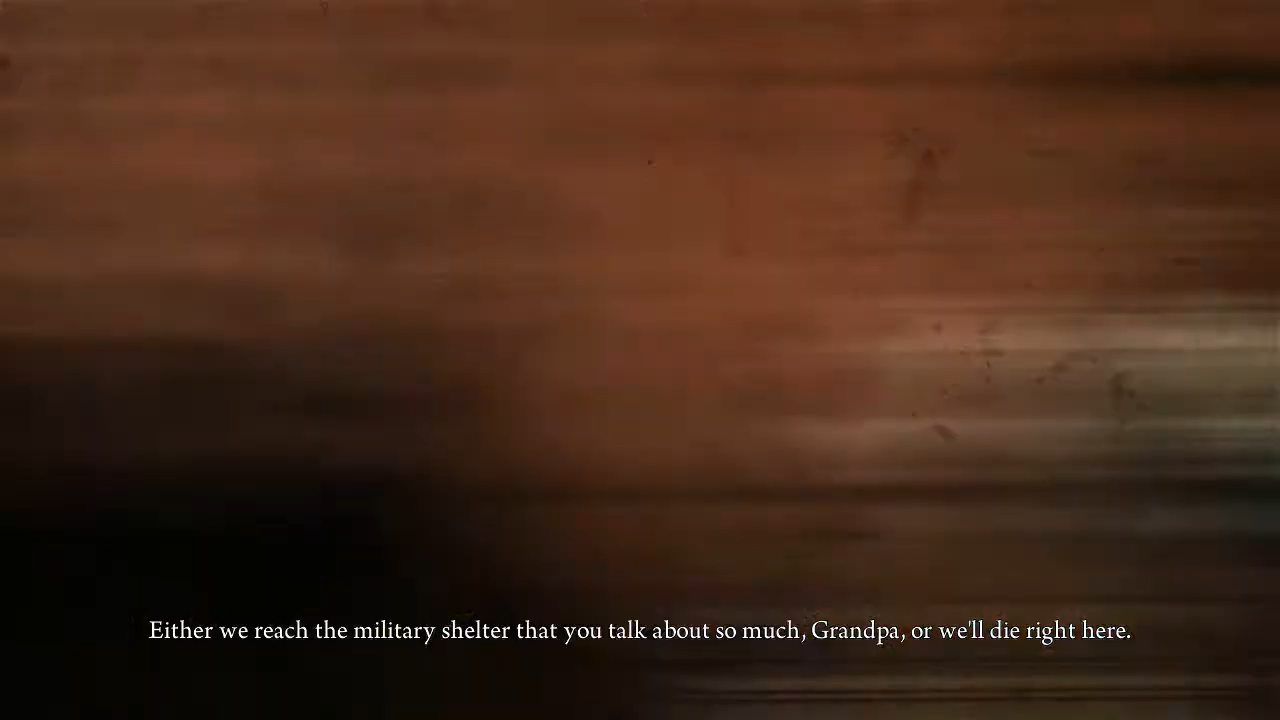 Either we reach the military shelter that you talk about so much, Grandpa, or we'll die right here.